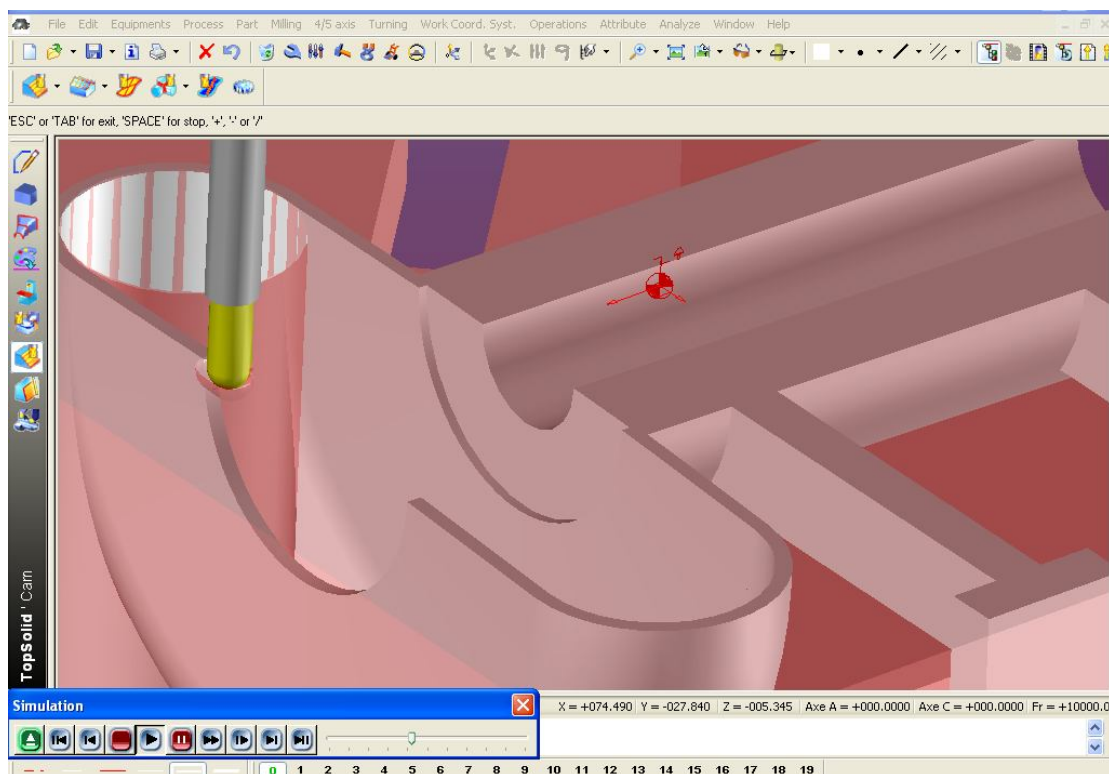 File Edit Equipments Process Part Milling 4/5 axis Turning Work Coord. Syst. Operations Attribute Analyze Window Help
'ESC' or 'TAB' for exit, 'SPACE' for stop, '+', '-' or '/'
TopSolid'Cam
Simulation
X = +074.490 Y = -027.840 Z = -005.345 Axe A = +000.0000 Axe C = +000.0000 Fr = +10000.0
0 1 2 3 4 5 6 7 8 9 10 11 12 13 14 15 16 17 18 19